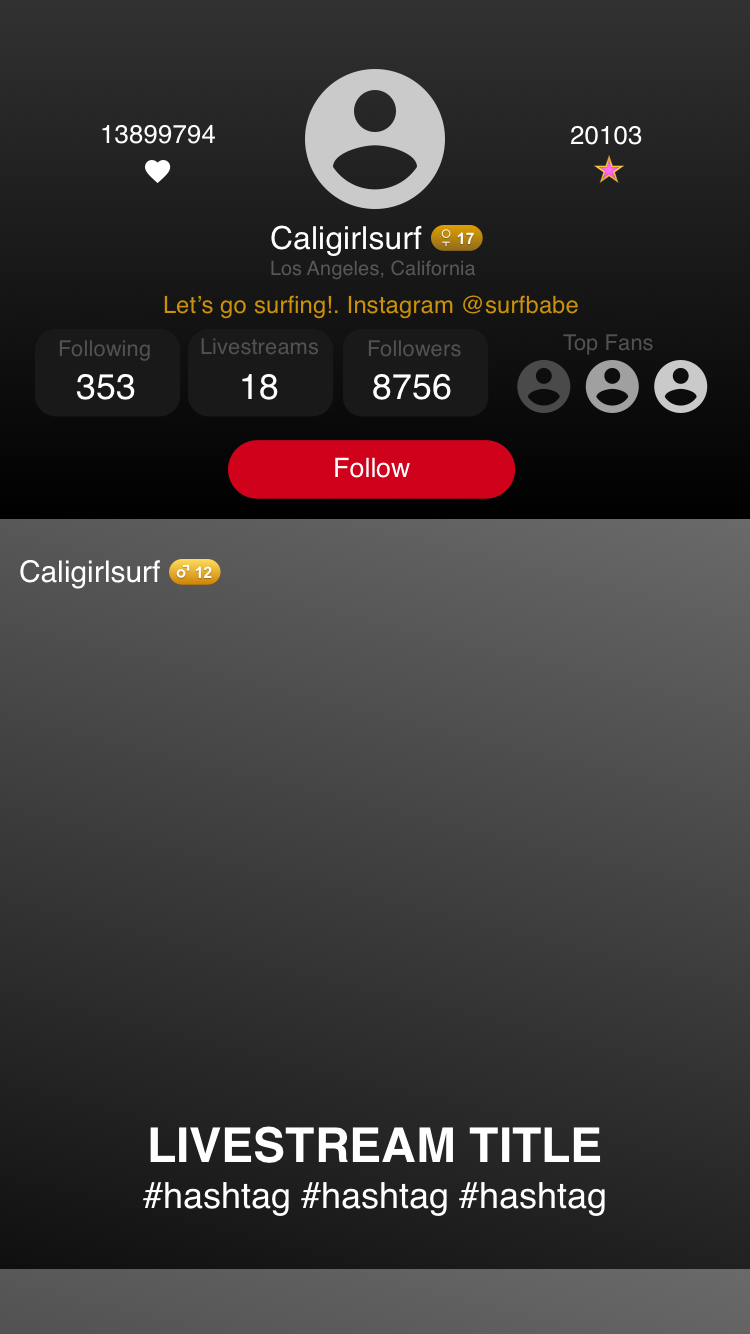 13899794
20103
Caligirlsurf 17
Los Angeles, California
Let’s go surfing!. Instagram @surfbabe
Following
Livestreams
Followers
Top Fans
353
18
8756
Follow
Caligirlsurf 12
LIVESTREAM TITLE
#hashtag #hashtag #hashtag